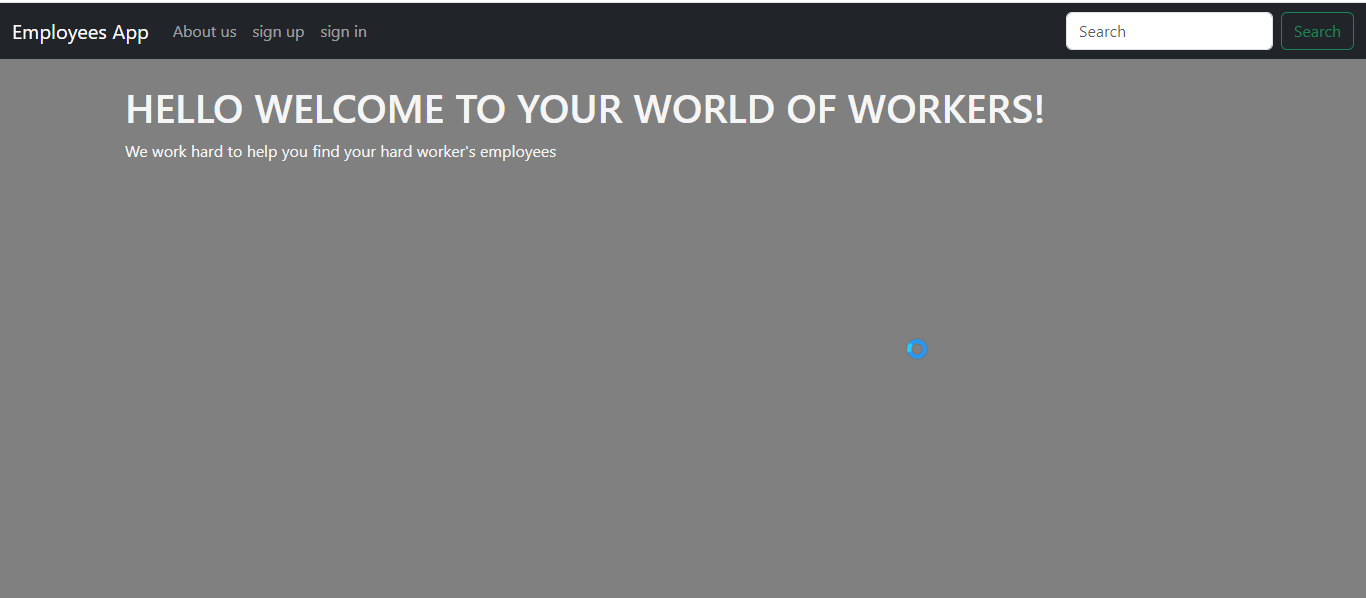 Employees App About us sign up sign in Search Search
HELLO WELCOME TO YOUR WORLD OF WORKERS!
We work hard to help you find your hard worker's employees